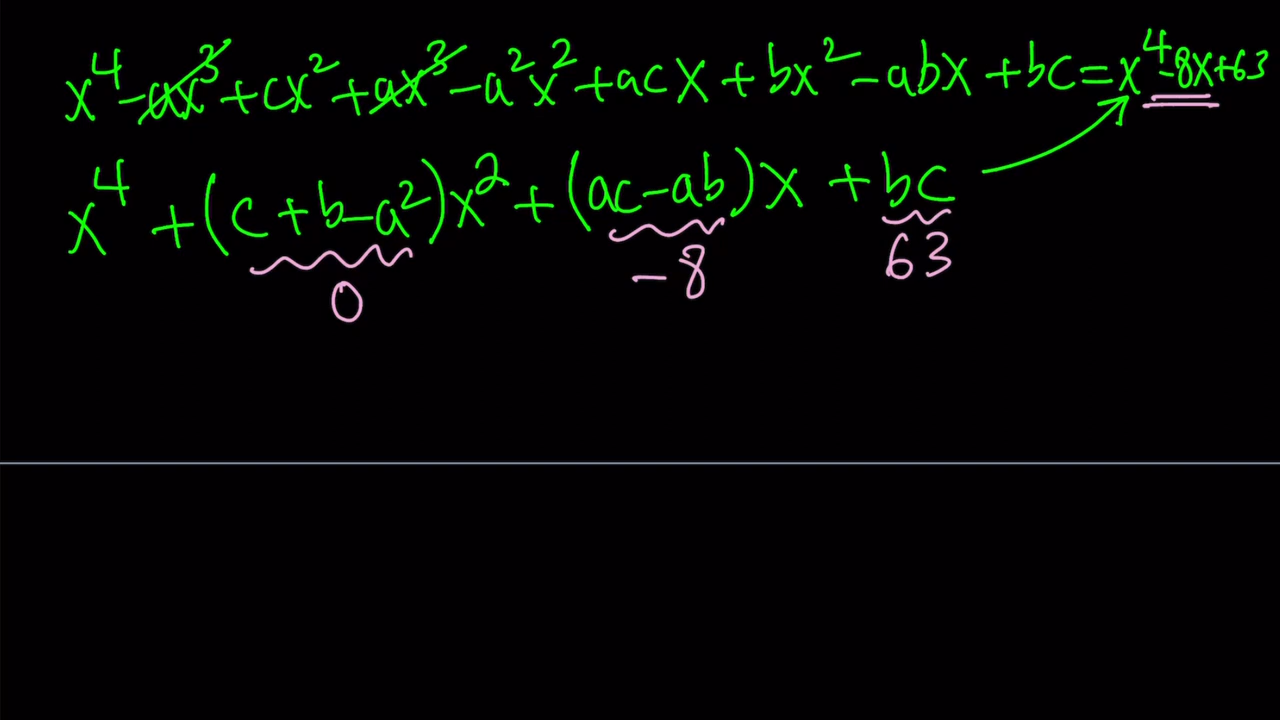 x⁴ - ax³ + cx² + ax³ - a²x² + acx + bx² - abx + bc = x⁴ - 8x + 63
x⁴ + (c + b - a²)x² + (ac - ab)x + bc
0 -8 63